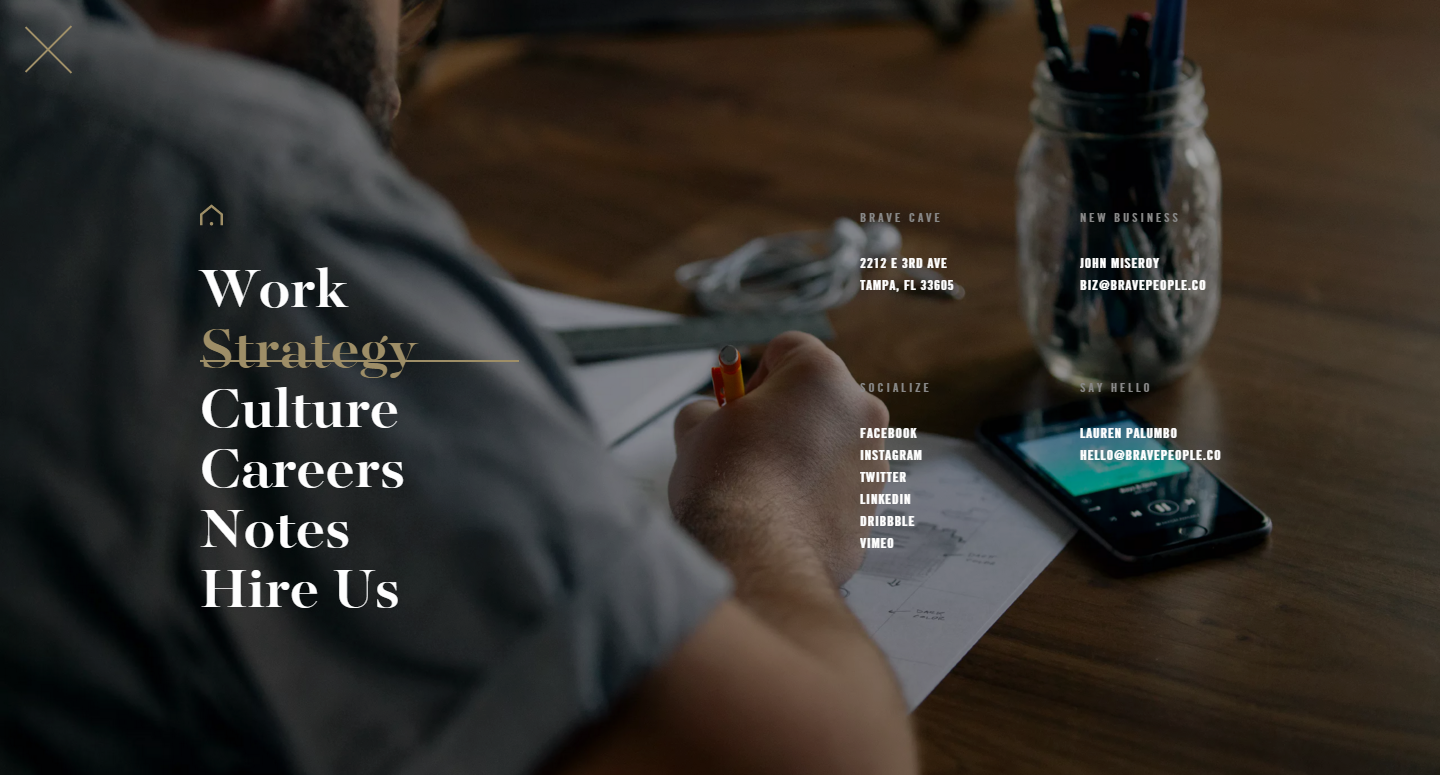 Work
Strategy
Culture
Careers
Notes
Hire Us
BRAVE CAVE
2212 E 3RD AVE
TAMPA, FL 33605
NEW BUSINESS
JOHN MISEROY
BIZ@BRAVEPEOPLE.CO
SOCIALIZE
FACEBOOK
INSTAGRAM
TWITTER
LINKEDIN
DRIBBBLE
VIMEO
SAY HELLO
LAUREN PALUMBO
HELLO@BRAVEPEOPLE.CO